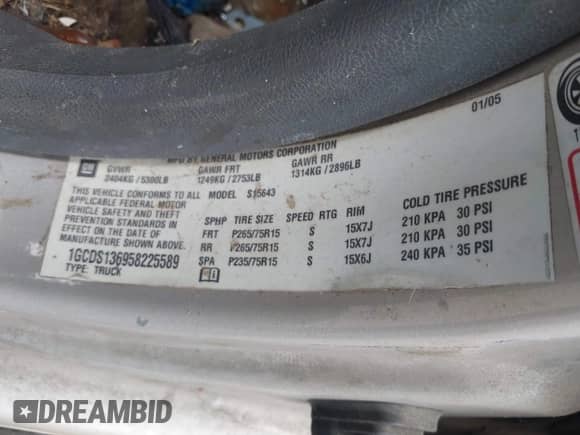 01/05
MFD BY GENERAL MOTORS CORPORATION
GM GVWR GAWR FRT GAWR RR
2404KG / 5300LB 1249KG / 2753LB 1314KG / 2896LB
THIS VEHICLE CONFORMS TO ALL MODEL S15643
APPLICABLE FEDERAL MOTOR
VEHICLE SAFETY AND THEFT
PREVENTION STANDARDS IN
EFFECT ON THE DATE OF
MANUFACTURE SHOWN ABOVE.
1GCDS136958225589
TYPE: TRUCK
SPHP TIRE SIZE SPEED RTG RIM COLD TIRE PRESSURE
FRT P265/75R15 S 15X7J 210 KPA 30 PSI
RR P265/75R15 S 15X7J 210 KPA 30 PSI
SPA P235/75R15 S 15X6J 240 KPA 35 PSI
DREAMBID